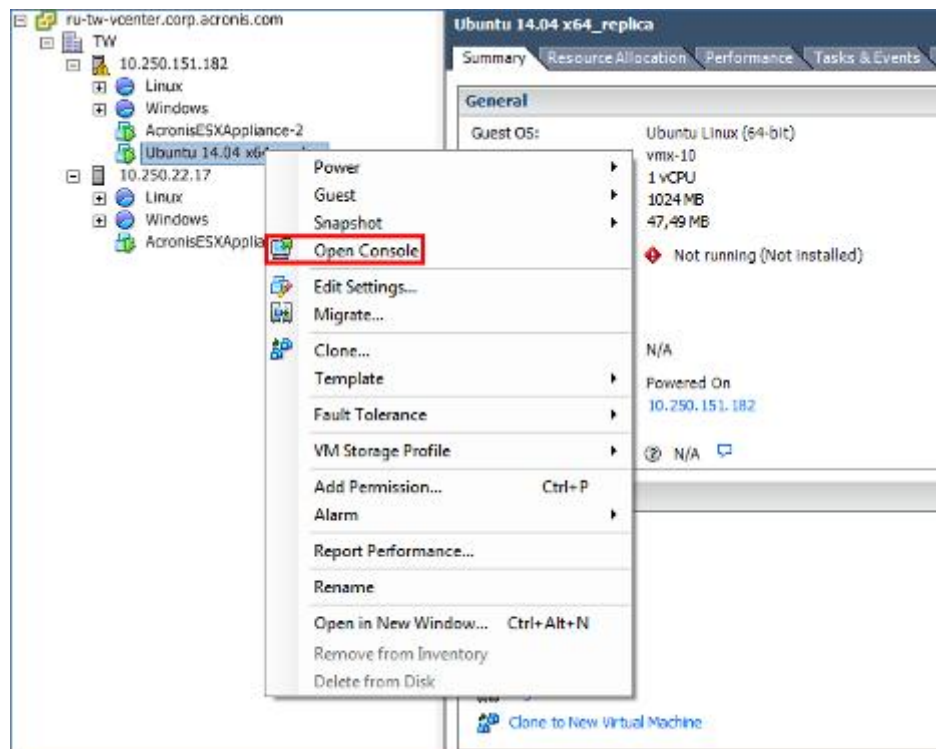 ru-tw-vcenter.corp.acronis.com
TW
10.250.151.182
Linux
Windows
AcronisESXAppliance-2
Ubuntu 14.04 x64
10.250.22.17
Linux
Windows
AcronisESXApplia
Ubuntu 14.04 x64_replica
Summary Resource Allocation Performance Tasks & Events
General
Guest OS: Ubuntu Linux (64-bit)
vmx-10
1 vCPU
1024 MB
47,49 MB
Not running (Not installed)
N/A
Powered On
10.250.151.182
N/A
Power
Guest
Snapshot
Open Console
Edit Settings...
Migrate...
Clone...
Template
Fault Tolerance
VM Storage Profile
Add Permission... Ctrl+P
Alarm
Report Performance...
Rename
Open in New Window... Ctrl+Alt+N
Remove from Inventory
Delete from Disk
Clone to New Virtual Machine